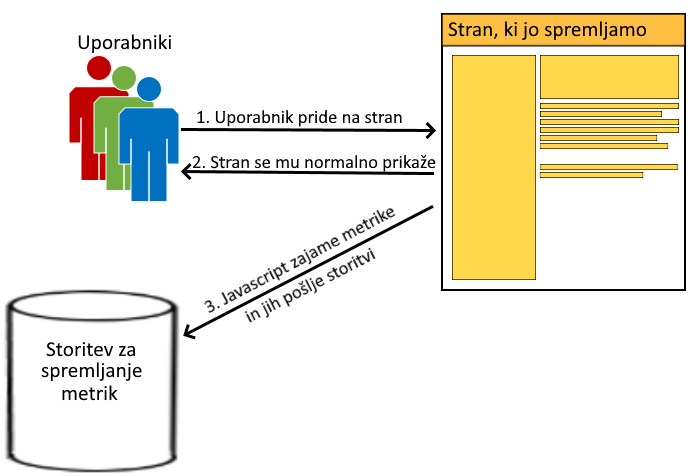 Uporabniki
Stran, ki jo spremljamo
1. Uporabnik pride na stran
2. Stran se mu normalno prikaže
3. Javascript zajame metrike
in jih pošlje storitvi
Storitev za
spremljanje
metrik